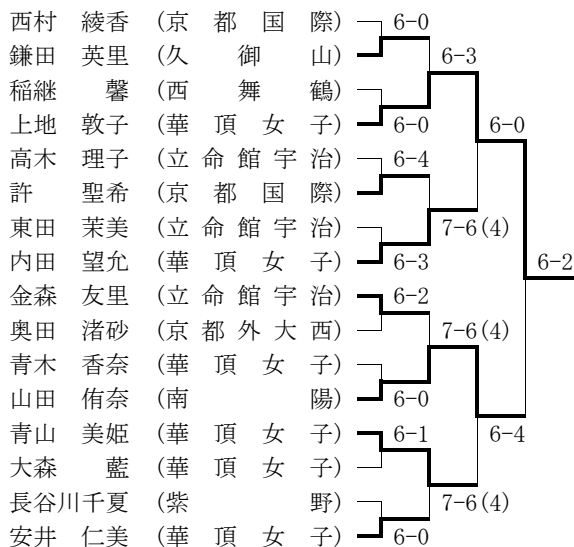 西村 綾香 (京都国際) 6-0
鎌田 英里 (久御山) 6-3
稲継 馨 (西舞鶴)
上地 敦子 (華頂女子) 6-0 6-0
高木 理子 (立命館宇治) 6-4
許 聖希 (京都国際)
東田 茉美 (立命館宇治) 7-6(4)
内田 望允 (華頂女子) 6-3 6-2
金森 友里 (立命館宇治) 6-2
奥田 渚砂 (京都外大西) 7-6(4)
青木 香奈 (華頂女子)
山田 侑奈 (南陽) 6-0
青山 美姫 (華頂女子) 6-1 6-4
大森 藍 (華頂女子)
長谷川千夏 (紫野) 7-6(4)
安井 仁美 (華頂女子) 6-0